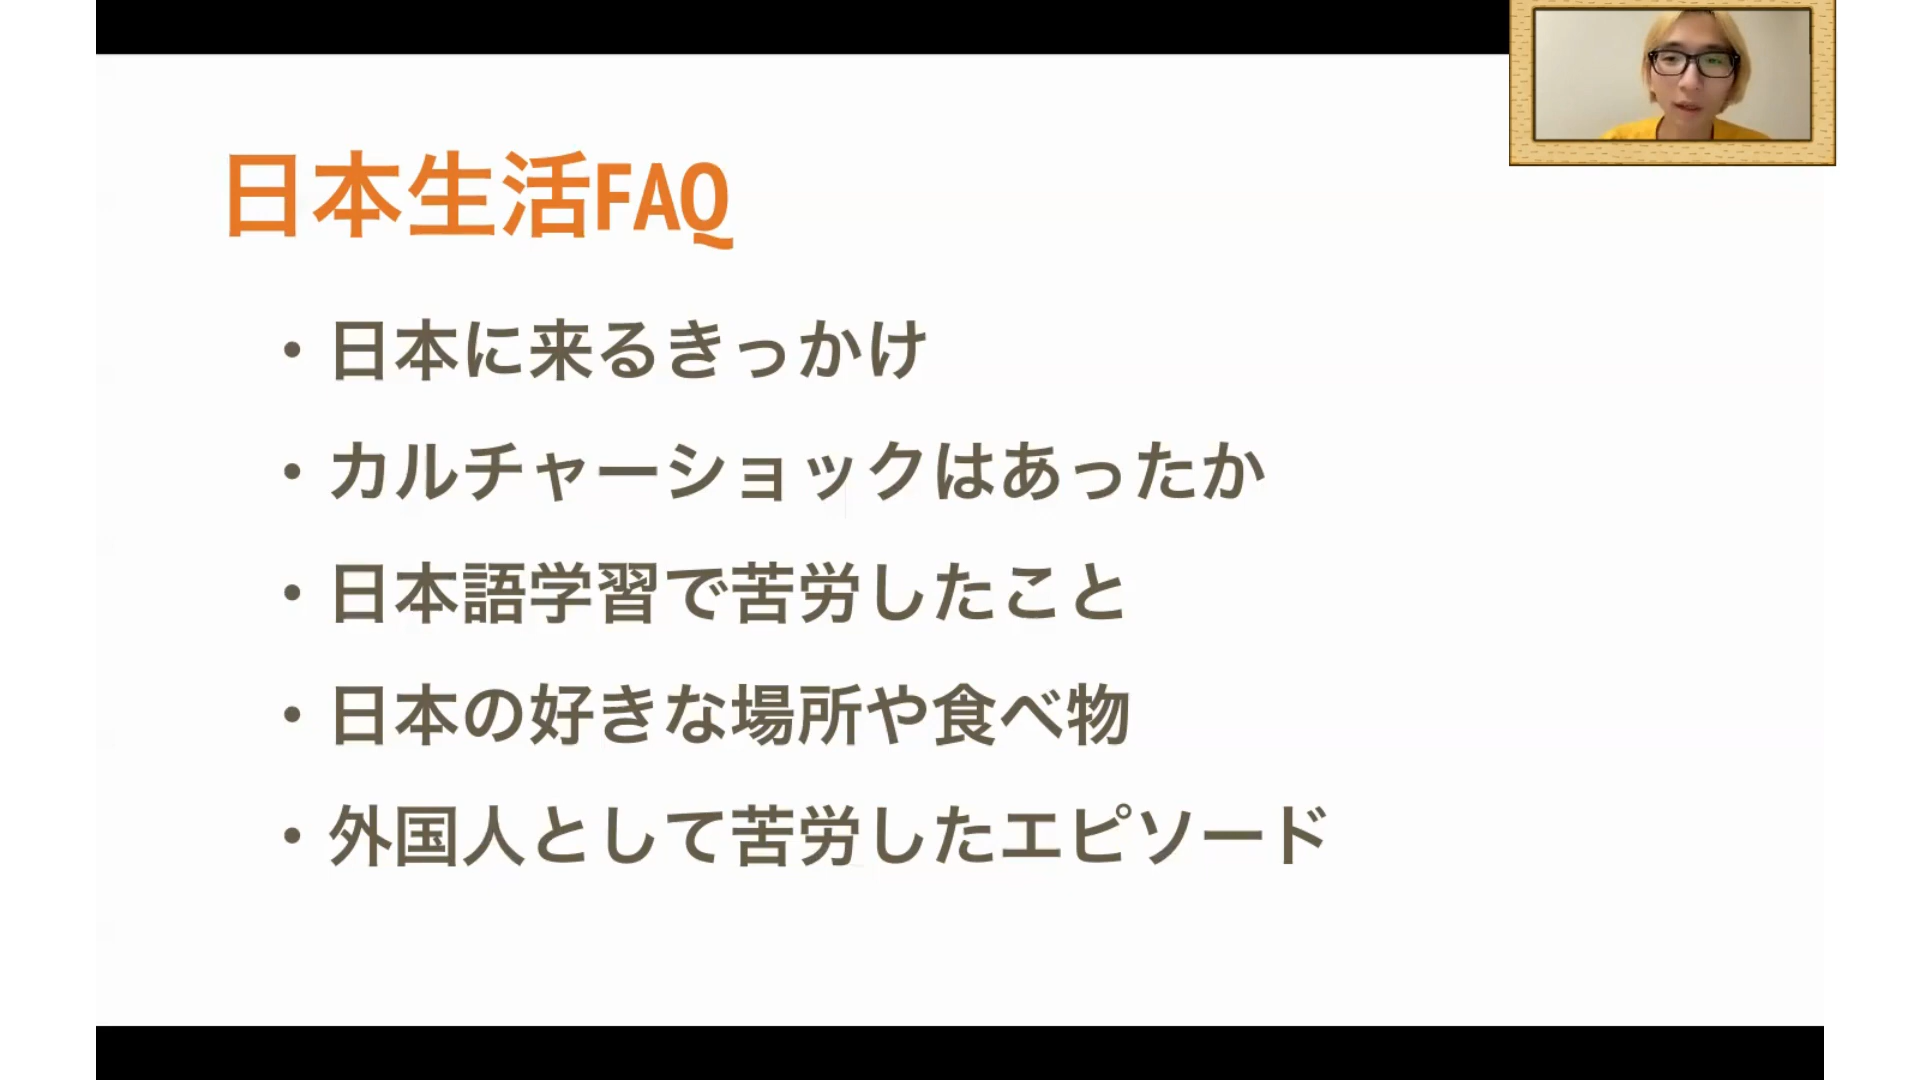 日本生活FAQ
・日本に来るきっかけ
・カルチャーショックはあったか
・日本語学習で苦労したこと
・日本の好きな場所や食べ物
・外国人として苦労したエピソード